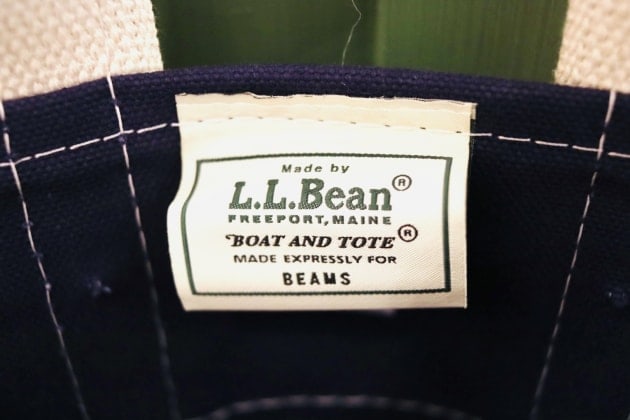 Made by
L.L.Bean®
FREEPORT, MAINE
"BOAT AND TOTE"®
MADE EXPRESSLY FOR
BEAMS